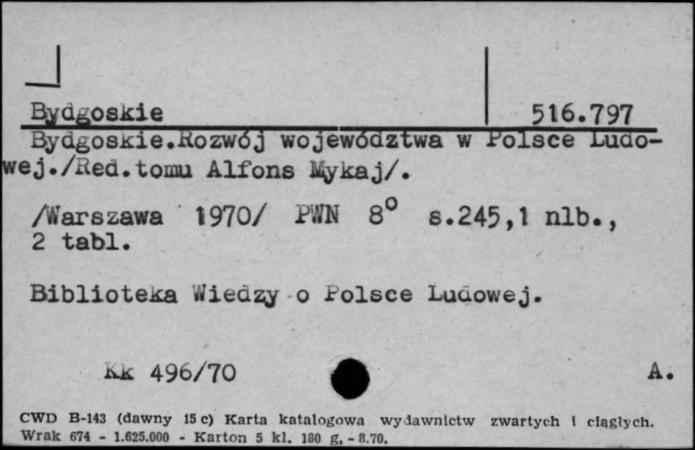 Bydgoskie 516.797
Bydgoskie.Rozwój województwa w Polsce Ludo-
wej./Red.tomu Alfons Mykaj/.
/Warszawa 1970/ PWN 8° s.245,1 nlb.,
2 tabl.
Biblioteka Wiedzy o Polsce Ludowej.
Kk 496/70 A.
CWD B-143 (dawny 15 c) Karta katalogowa wydawnictw zwartych i ciągłych.
Wrak 674 - 1.625.000 - Karton 5 kl. 180 g, - 8.70.